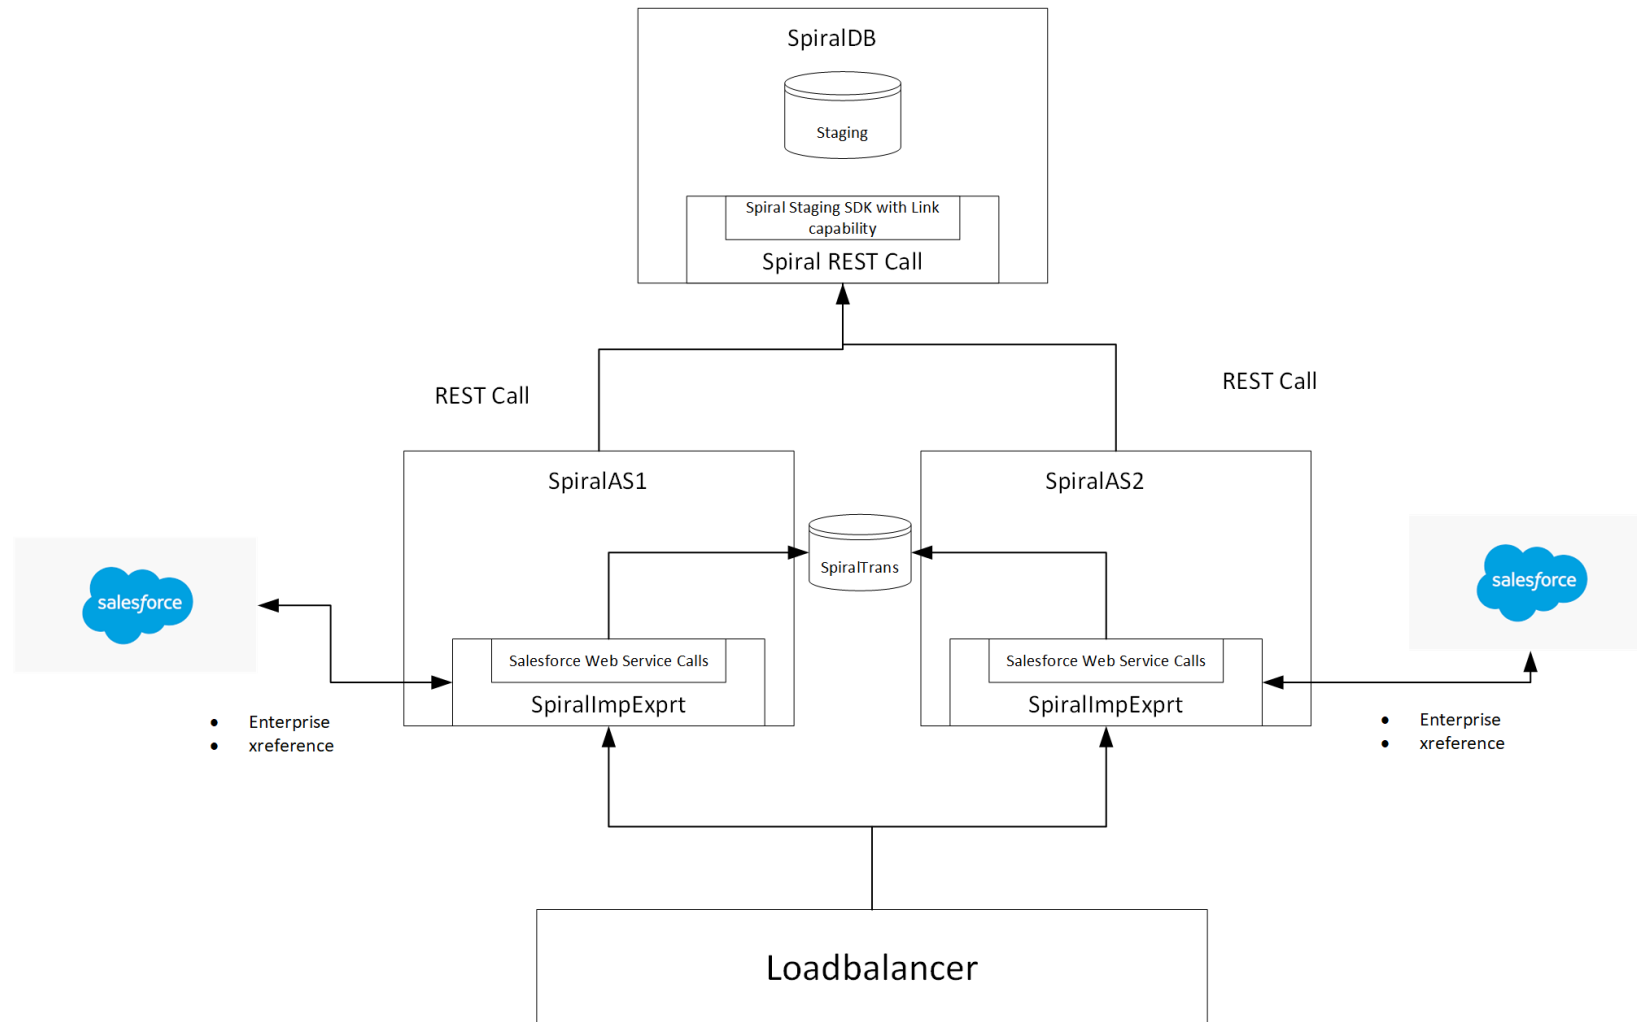 SpiralDB
Staging
Spiral Staging SDK with Link
capability
Spiral REST Call
REST Call
REST Call
SpiralAS1
SpiralAS2
SpiralTrans
salesforce
salesforce
Salesforce Web Service Calls
SpiralImpExprt
Salesforce Web Service Calls
SpiralImpExprt
• Enterprise
• xreference
• Enterprise
• xreference
Loadbalancer